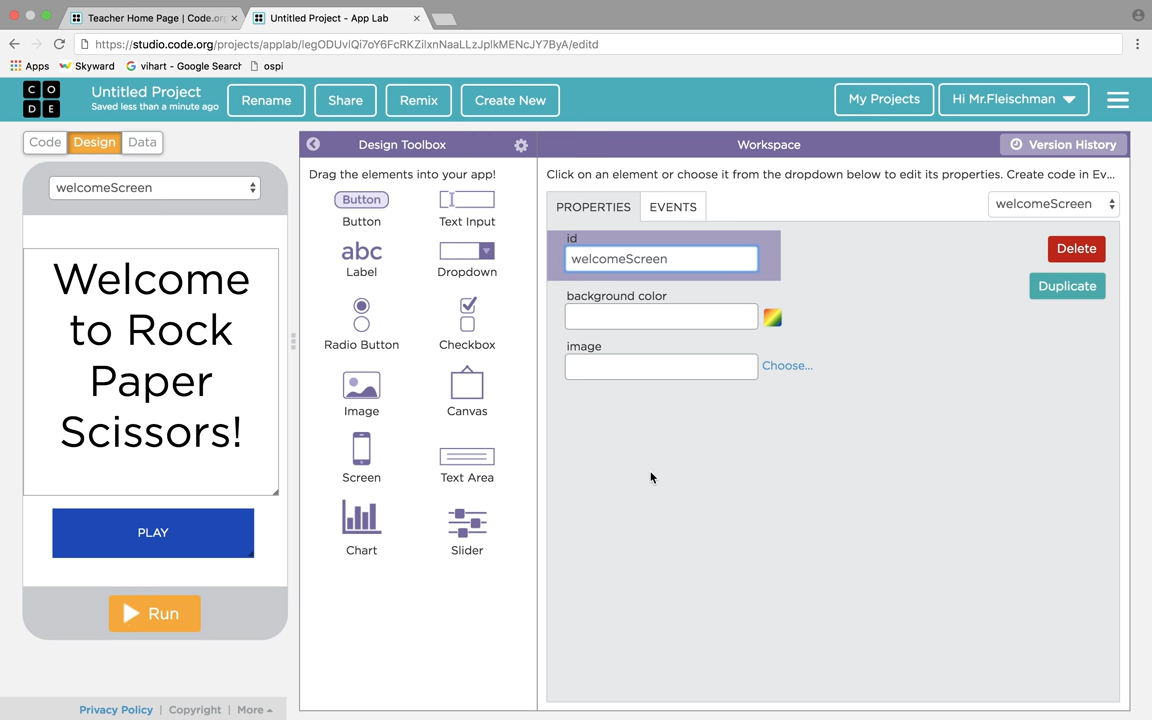 Teacher Home Page | Code.or
Untitled Project - App Lab
https://studio.code.org/projects/applab/legODUvlQi7oY6FcRKZilxnNaaLLzJplkMENcJY7ByA/editd
Apps
Skyward
vihart - Google Search
ospi
CO
DE
Untitled Project
Saved less than a minute ago
Rename
Share
Remix
Create New
My Projects
Hi Mr.Fleischman
Code
Design
Data
welcomeScreen
Welcome
to Rock
Paper
Scissors!
PLAY
Run
Privacy Policy | Copyright | More
Design Toolbox
Drag the elements into your app!
Button
Button
Text Input
abc
Label
Dropdown
Radio Button
Checkbox
Image
Canvas
Screen
Text Area
Chart
Slider
Workspace
Version History
Click on an element or choose it from the dropdown below to edit its properties. Create code in Ev...
PROPERTIES
EVENTS
welcomeScreen
id
welcomeScreen
Delete
Duplicate
background color
image
Choose...